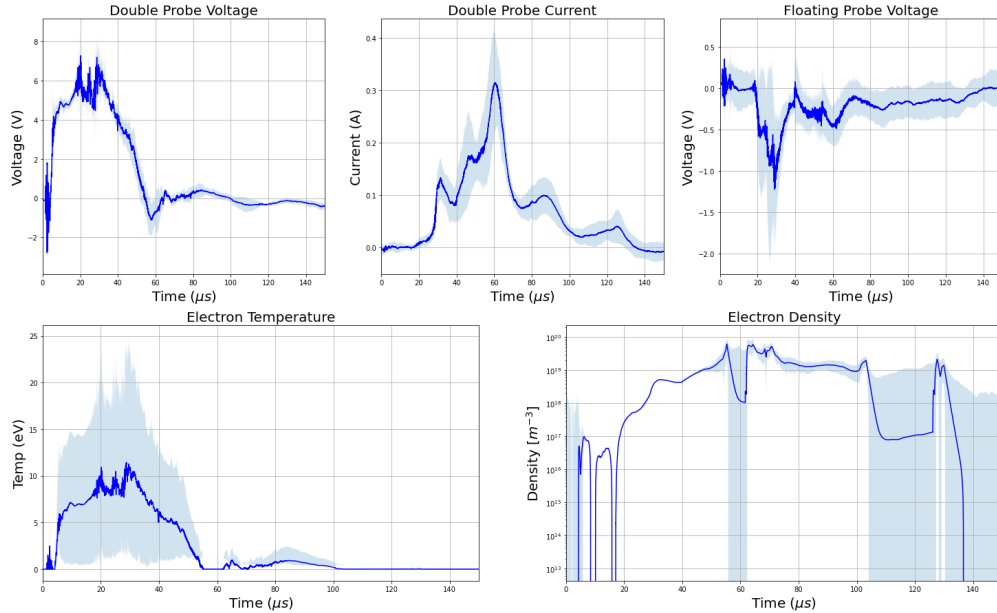 Double Probe Voltage
8
6
4
2
0
−2
Voltage (V)
0 20 40 60 80 100 120 140
Time (μs)
Double Probe Current
0.4
0.3
0.2
0.1
0.0
Current (A)
0 20 40 60 80 100 120 140
Time (μs)
Floating Probe Voltage
0.5
0.0
−0.5
−1.0
−1.5
−2.0
Voltage (V)
0 20 40 60 80 100 120 140
Time (μs)
Electron Temperature
25
20
15
10
5
0
Temp (eV)
0 20 40 60 80 100 120 140
Time (μs)
Electron Density
10²⁰
10¹⁹
10¹⁸
10¹⁷
10¹⁶
10¹⁵
10¹⁴
10¹³
Density [m⁻³]
0 20 40 60 80 100 120 140
Time (μs)